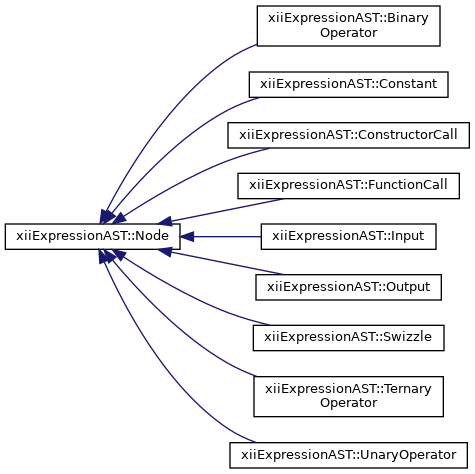 xiiExpressionAST::Binary
Operator
xiiExpressionAST::Constant
xiiExpressionAST::ConstructorCall
xiiExpressionAST::FunctionCall
xiiExpressionAST::Node
xiiExpressionAST::Input
xiiExpressionAST::Output
xiiExpressionAST::Swizzle
xiiExpressionAST::Ternary
Operator
xiiExpressionAST::UnaryOperator